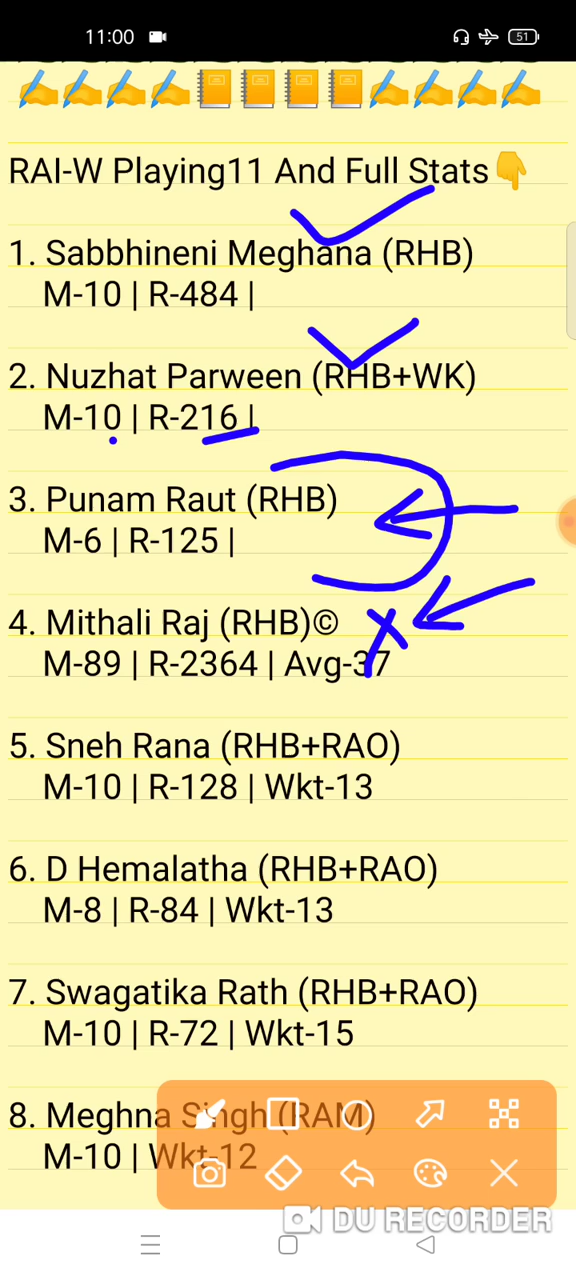 11:00
51
RAI-W Playing11 And Full Stats
1. Sabbhineni Meghana (RHB)
M-10 | R-484 |
2. Nuzhat Parween (RHB+WK)
M-10 | R-216 |
3. Punam Raut (RHB)
M-6 | R-125 |
4. Mithali Raj (RHB)©
M-89 | R-2364 | Avg-37
5. Sneh Rana (RHB+RAO)
M-10 | R-128 | Wkt-13
6. D Hemalatha (RHB+RAO)
M-8 | R-84 | Wkt-13
7. Swagatika Rath (RHB+RAO)
M-10 | R-72 | Wkt-15
8. Meghna Singh (RAM)
M-10 | Wkt-12
DU RECORDER